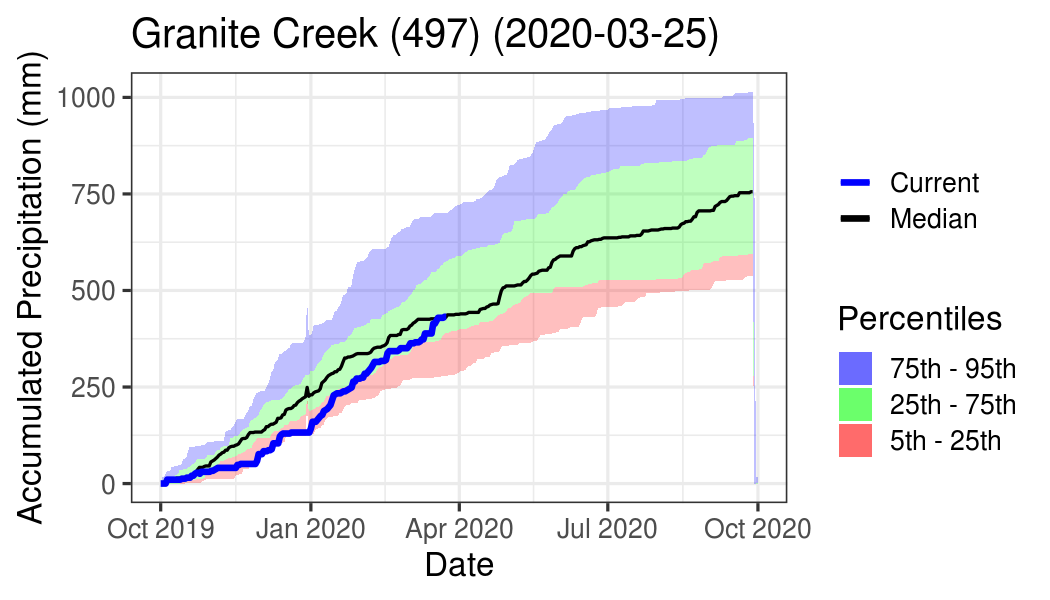 Granite Creek (497) (2020-03-25)
Accumulated Precipitation (mm)
1000
750
500
250
0
Oct 2019 Jan 2020 Apr 2020 Jul 2020 Oct 2020
Date
Current
Median
Percentiles
75th - 95th
25th - 75th
5th - 25th